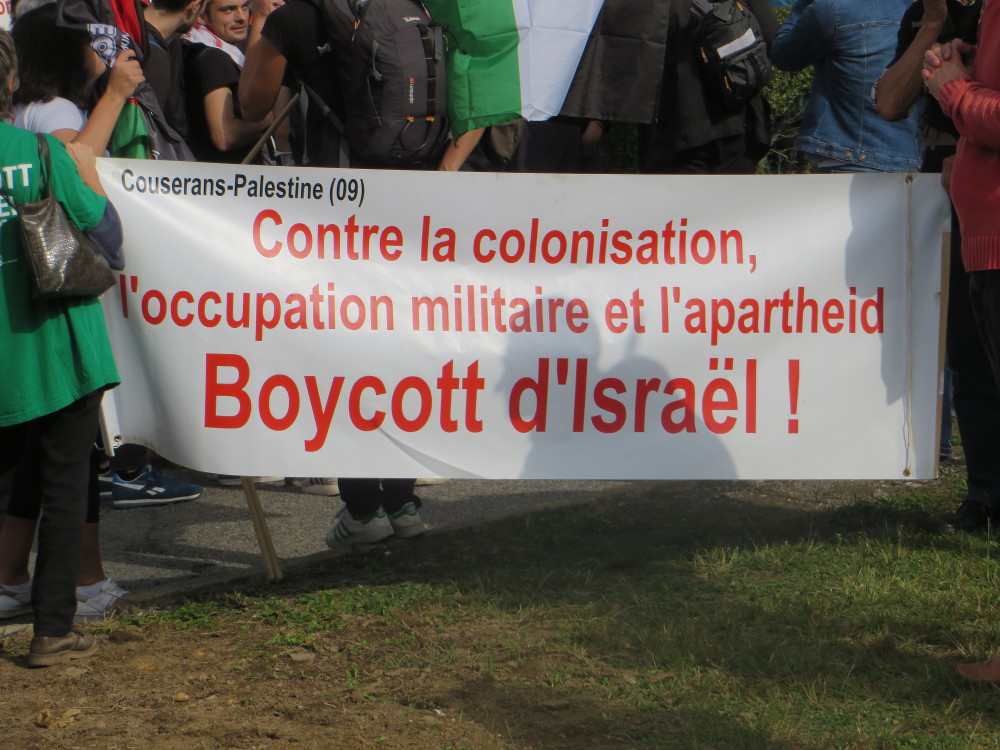 Couserans-Palestine (09)
Contre la colonisation,
l'occupation militaire et l'apartheid
Boycott d'Israël !